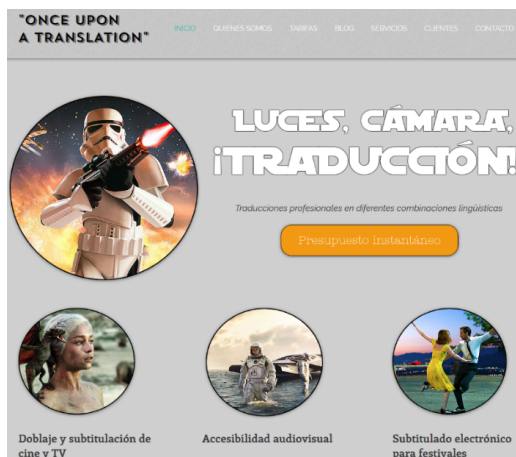 "ONCE UPON
A TRANSLATION"
INICIO QUIENES SOMOS TARIFAS BLOG SERVICIOS CLIENTES CONTACTO
LUCES, CÁMARA,
¡TRADUCCIÓN!
Traducciones profesionales en diferentes combinaciones lingüísticas
Presupuesto instantáneo
Doblaje y subtitulación de
cine y TV
Accesibilidad audiovisual
Subtitulado electrónico
para festivales